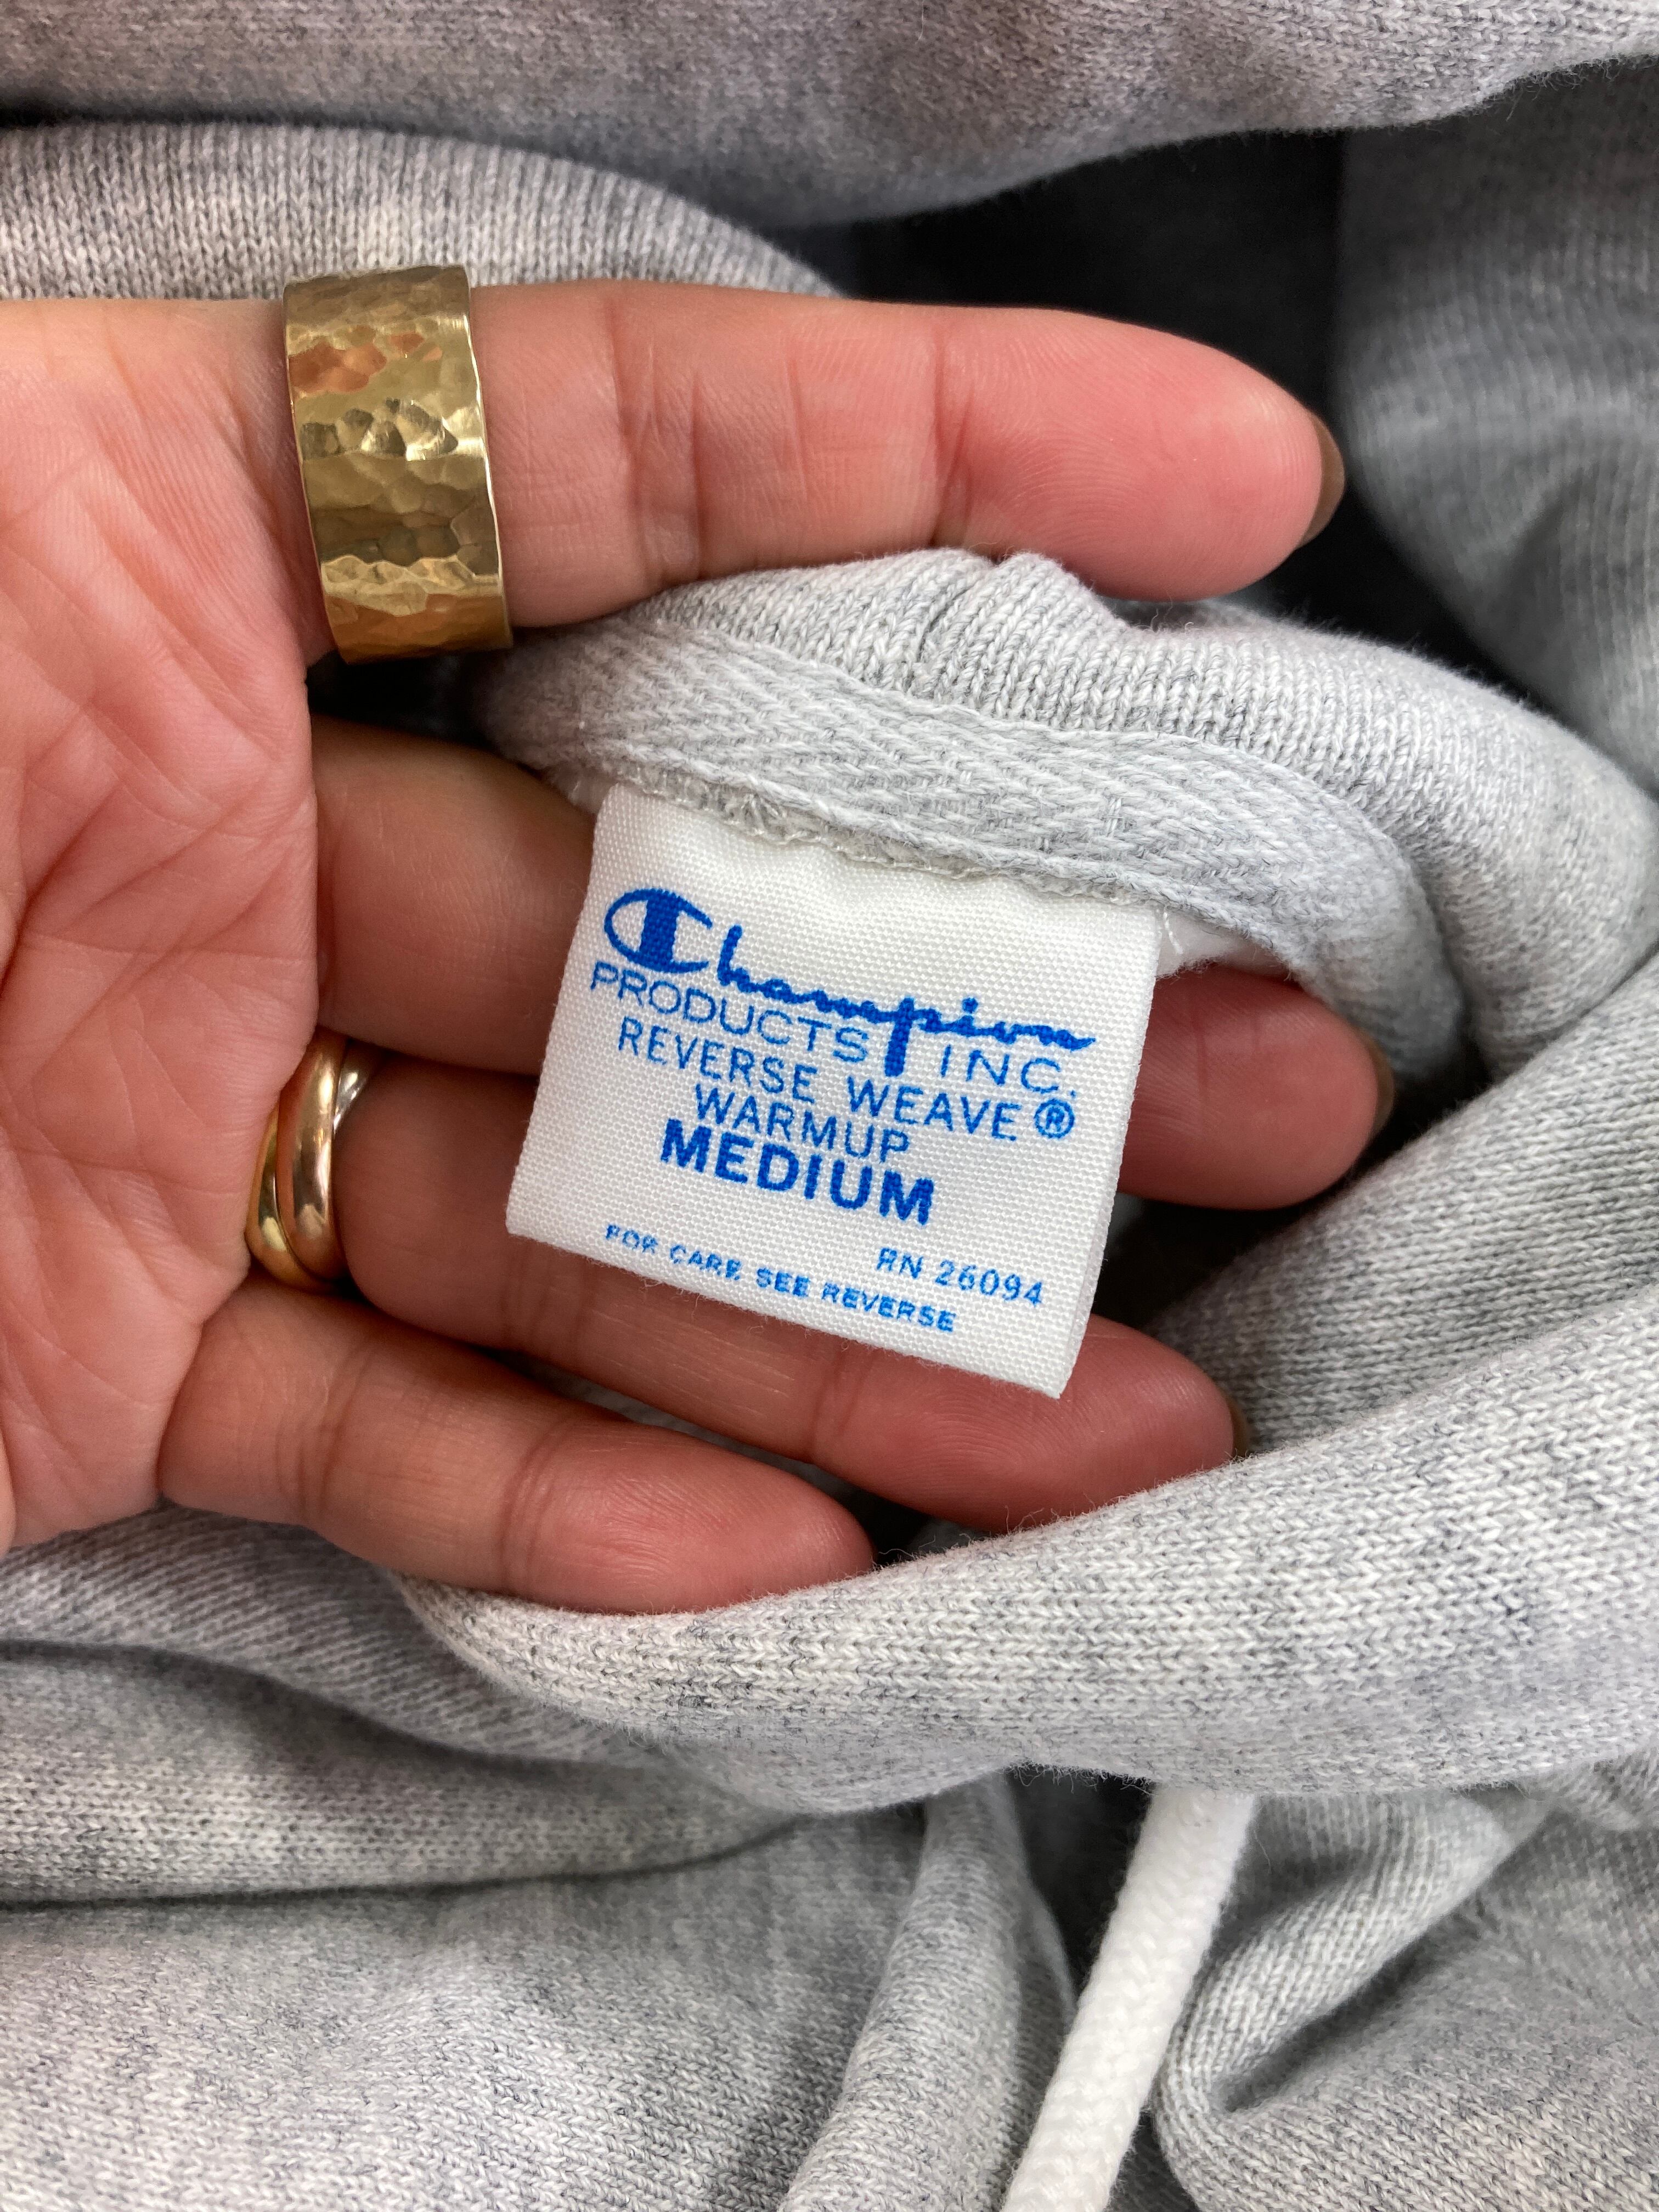 Champion
PRODUCTS INC.
REVERSE WEAVE®
WARMUP
MEDIUM
RN 26094
FOR CARE SEE REVERSE